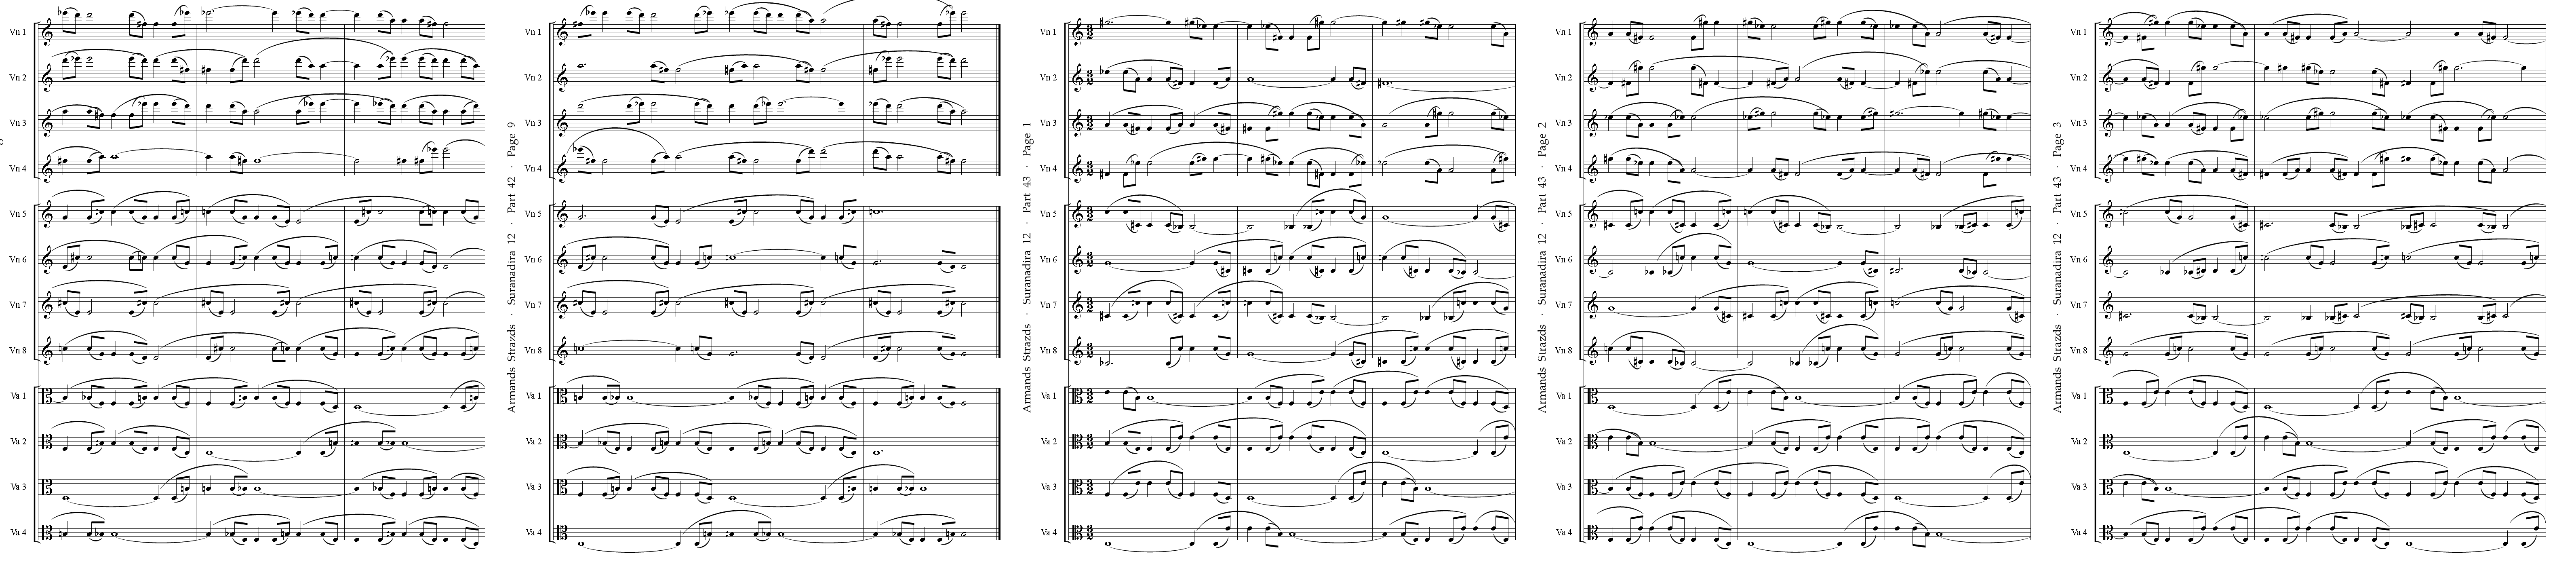 Vn 1
Vn 2
Vn 3
Vn 4
Vn 5
Vn 6
Vn 7
Vn 8
Va 1
Va 2
Va 3
Va 4
Armands Strazds · Suranadira 12 · Part 42 · Page 9
Vn 1
Vn 2
Vn 3
Vn 4
Vn 5
Vn 6
Vn 7
Vn 8
Va 1
Va 2
Va 3
Va 4
Armands Strazds · Suranadira 12 · Part 43 · Page 1
Vn 1
Vn 2
Vn 3
Vn 4
Vn 5
Vn 6
Vn 7
Vn 8
Va 1
Va 2
Va 3
Va 4
Armands Strazds · Suranadira 12 · Part 43 · Page 2
Vn 1
Vn 2
Vn 3
Vn 4
Vn 5
Vn 6
Vn 7
Vn 8
Va 1
Va 2
Va 3
Va 4
Armands Strazds · Suranadira 12 · Part 43 · Page 3
Vn 1
Vn 2
Vn 3
Vn 4
Vn 5
Vn 6
Vn 7
Vn 8
Va 1
Va 2
Va 3
Va 4